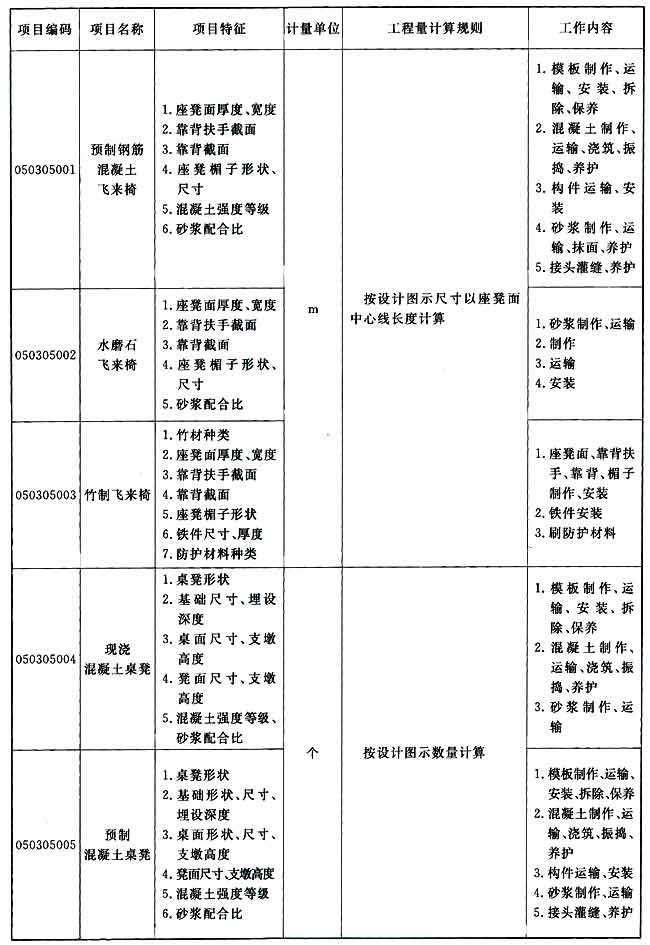 项目编码 项目名称 项目特征 计量单位 工程量计算规则 工作内容
050305001
预制钢筋
混凝土
飞来椅
1.座凳面厚度、宽度
2.靠背扶手截面
3.靠背截面
4.座凳楣子形状、
尺寸
5.混凝土强度等级
6.砂浆配合比
m
按设计图示尺寸以座凳面
中心线长度计算
1.模板制作、运
输、安装、拆
除、保养
2.混凝土制作、
运输、浇筑、振
捣、养护
3.构件运输、安
装
4.砂浆制作、运
输、抹面、养护
5.接头灌缝、养护
050305002
水磨石
飞来椅
1.座凳面厚度、宽度
2.靠背扶手截面
3.靠背截面
4.座凳楣子形状、
尺寸
5.砂浆配合比
1.砂浆制作、运输
2.制作
3.运输
4.安装
050305003
竹制飞来椅
1.竹材种类
2.座凳面厚度、宽度
3.靠背扶手截面
4.靠背截面
5.座凳楣子形状
6.铁件尺寸、厚度
7.防护材料种类
1.座凳面、靠背扶
手、靠背、楣子
制作、安装
2.铁件安装
3.刷防护材料
050305004
现浇
混凝土桌凳
1.桌凳形状
2.基础尺寸、埋设
深度
3.桌面尺寸、支墩
高度
4.凳面尺寸、支墩
高度
5.混凝土强度等级、
砂浆配合比
个
按设计图示数量计算
1.模板制作、运
输、安装、拆
除、保养
2.混凝土制作、
运输、浇筑、振
捣、养护
3.砂浆制作、运
输
050305005
预制
混凝土桌凳
1.桌凳形状
2.基础形状、尺寸、
埋设深度
3.桌面形状、尺寸、
支墩高度
4.凳面尺寸、支墩高度
5.混凝土强度等级
6.砂浆配合比
1.模板制作、运输、
安装、拆除、保养
2.混凝土制作、运
输、浇筑、振捣、
养护
3.构件运输、安装
4.砂浆制作、运输
5.接头灌缝、养护